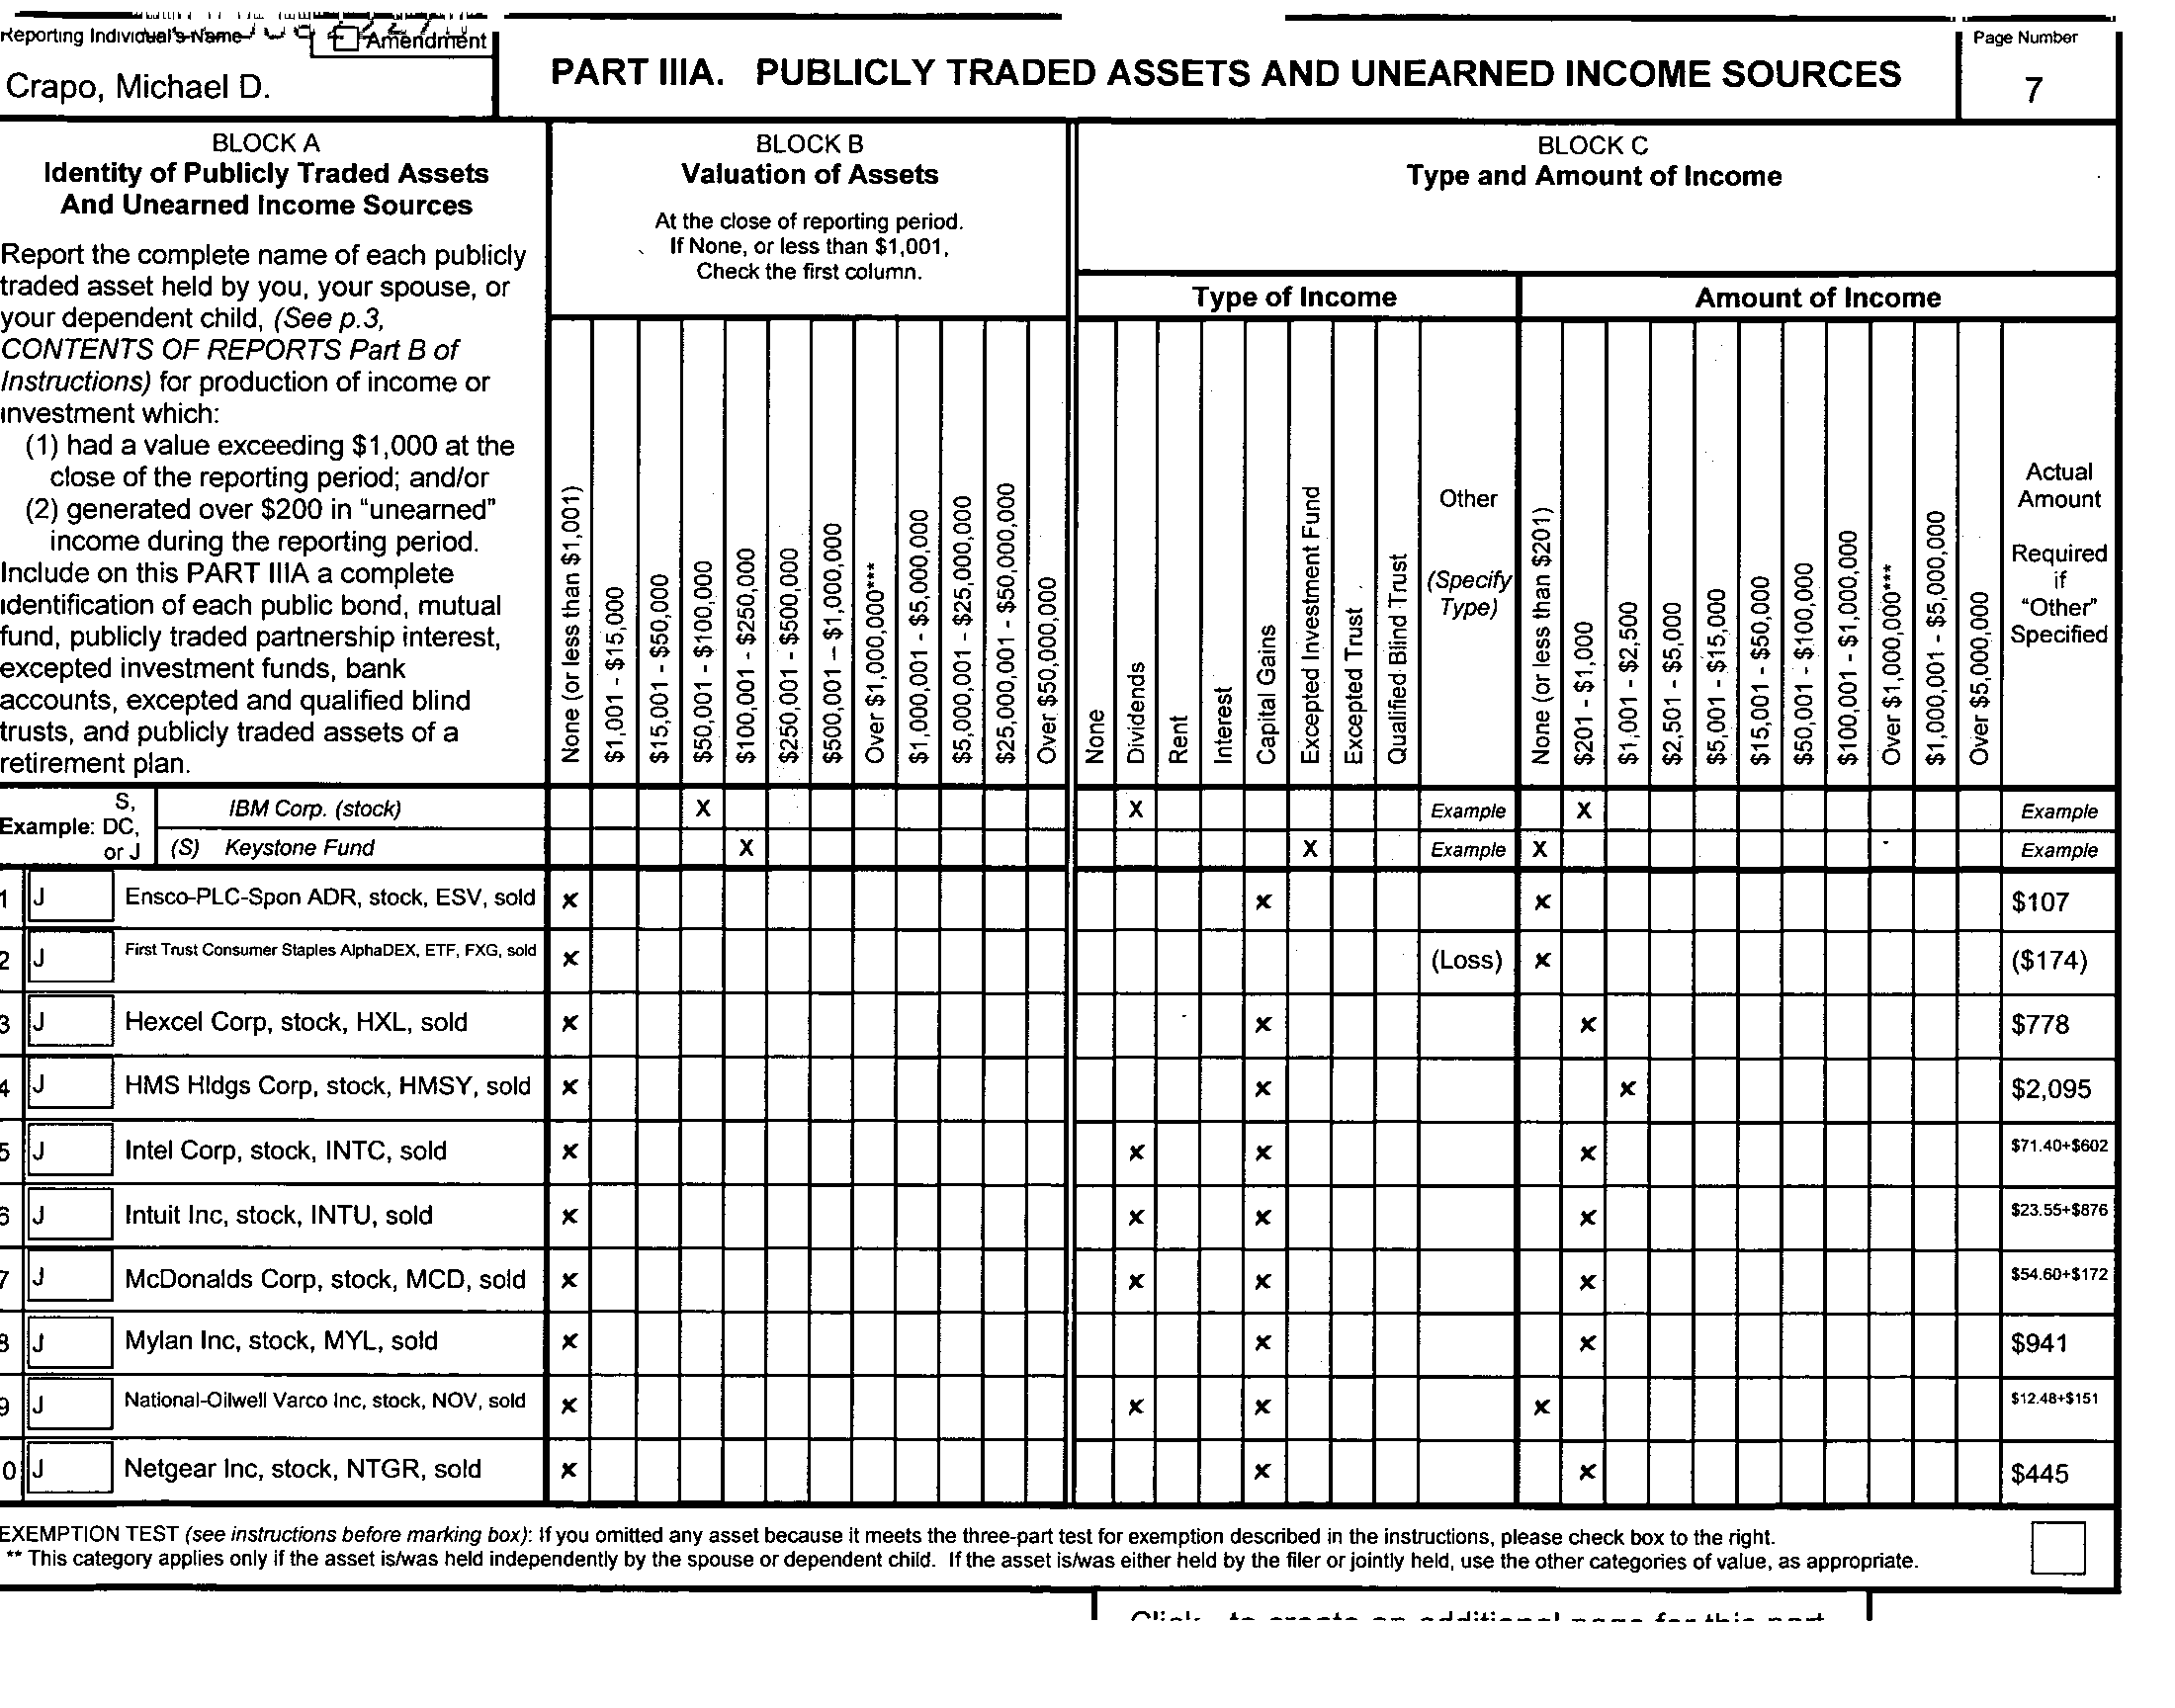 Reporting Individual's Name
Amendment
Crapo, Michael D.
PART IIIA. PUBLICLY TRADED ASSETS AND UNEARNED INCOME SOURCES
Page Number
7
BLOCK A
Identity of Publicly Traded Assets
And Unearned Income Sources
Report the complete name of each publicly
traded asset held by you, your spouse, or
your dependent child, (See p.3,
CONTENTS OF REPORTS Part B of
Instructions) for production of income or
investment which:
(1) had a value exceeding $1,000 at the
close of the reporting period; and/or
(2) generated over $200 in "unearned"
income during the reporting period.
Include on this PART IIIA a complete
identification of each public bond, mutual
fund, publicly traded partnership interest,
excepted investment funds, bank
accounts, excepted and qualified blind
trusts, and publicly traded assets of a
retirement plan.
BLOCK B
Valuation of Assets
At the close of reporting period.
If None, or less than $1,001,
Check the first column.
None (or less than $1,001)
$1,001 - $15,000
$15,001 - $50,000
$50,001 - $100,000
$100,001 - $250,000
$250,001 - $500,000
$500,001 – $1,000,000
Over $1,000,000***
$1,000,001 - $5,000,000
$5,000,001 - $25,000,000
$25,000,001 - $50,000,000
Over $50,000,000
BLOCK C
Type and Amount of Income
Type of Income
None
Dividends
Rent
Interest
Capital Gains
Excepted Investment Fund
Excepted Trust
Qualified Blind Trust
Other
(Specify
Type)
Amount of Income
None (or less than $201)
$201 - $1,000
$1,001 - $2,500
$2,501 - $5,000
$5,001 - $15,000
$15,001 - $50,000
$50,001 - $100,000
$100,001 - $1,000,000
Over $1,000,000***
$1,000,001 - $5,000,000
Over $5,000,000
Actual
Amount
Required
if
"Other"
Specified
Example: S, DC, or J
IBM Corp. (stock) X X Example X Example
(S) Keystone Fund X X Example X Example
1 J Ensco-PLC-Spon ADR, stock, ESV, sold x x x $107
2 J First Trust Consumer Staples AlphaDEX, ETF, FXG, sold x (Loss) x ($174)
3 J Hexcel Corp, stock, HXL, sold x x x $778
4 J HMS Hldgs Corp, stock, HMSY, sold x x x $2,095
5 J Intel Corp, stock, INTC, sold x x x x $71.40+$602
6 J Intuit Inc, stock, INTU, sold x x x x $23.55+$876
7 J McDonalds Corp, stock, MCD, sold x x x x $54.60+$172
8 J Mylan Inc, stock, MYL, sold x x x $941
9 J National-Oilwell Varco Inc, stock, NOV, sold x x x x $12.48+$151
0 J Netgear Inc, stock, NTGR, sold x x x $445
EXEMPTION TEST (see instructions before marking box): If you omitted any asset because it meets the three-part test for exemption described in the instructions, please check box to the right.
** This category applies only if the asset is/was held independently by the spouse or dependent child. If the asset is/was either held by the filer or jointly held, use the other categories of value, as appropriate.